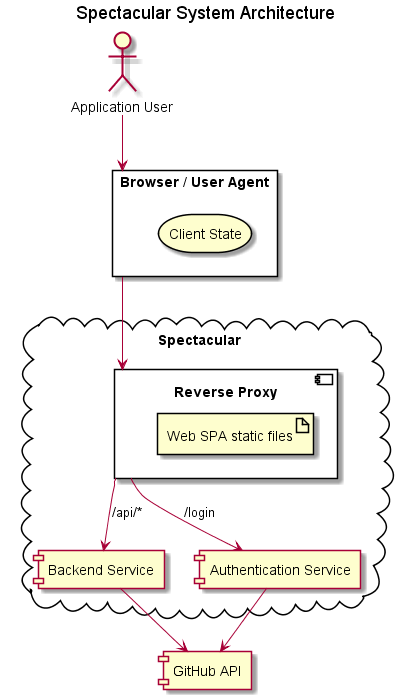 Spectacular System Architecture
Application User
Browser / User Agent
Client State
Spectacular
Reverse Proxy
Web SPA static files
/api/*
/login
Backend Service
Authentication Service
GitHub API